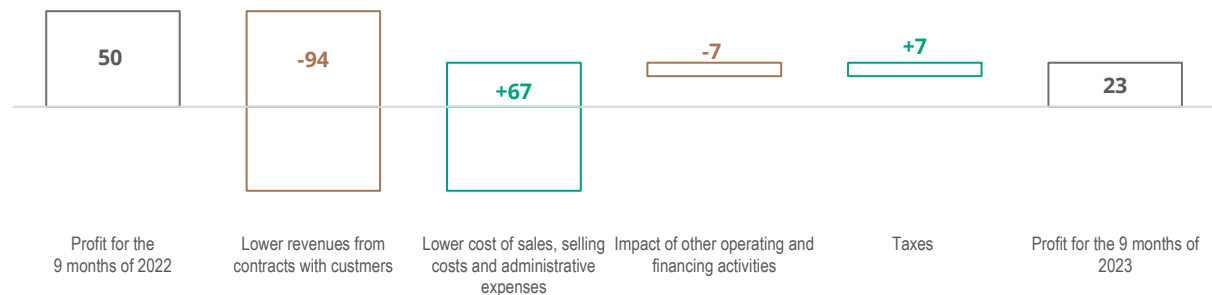 50
-94
+67
-7
+7
23
Profit for the
9 months of 2022
Lower revenues from
contracts with custmers
Lower cost of sales, selling
costs and administrative
expenses
Impact of other operating and
financing activities
Taxes
Profit for the 9 months of
2023